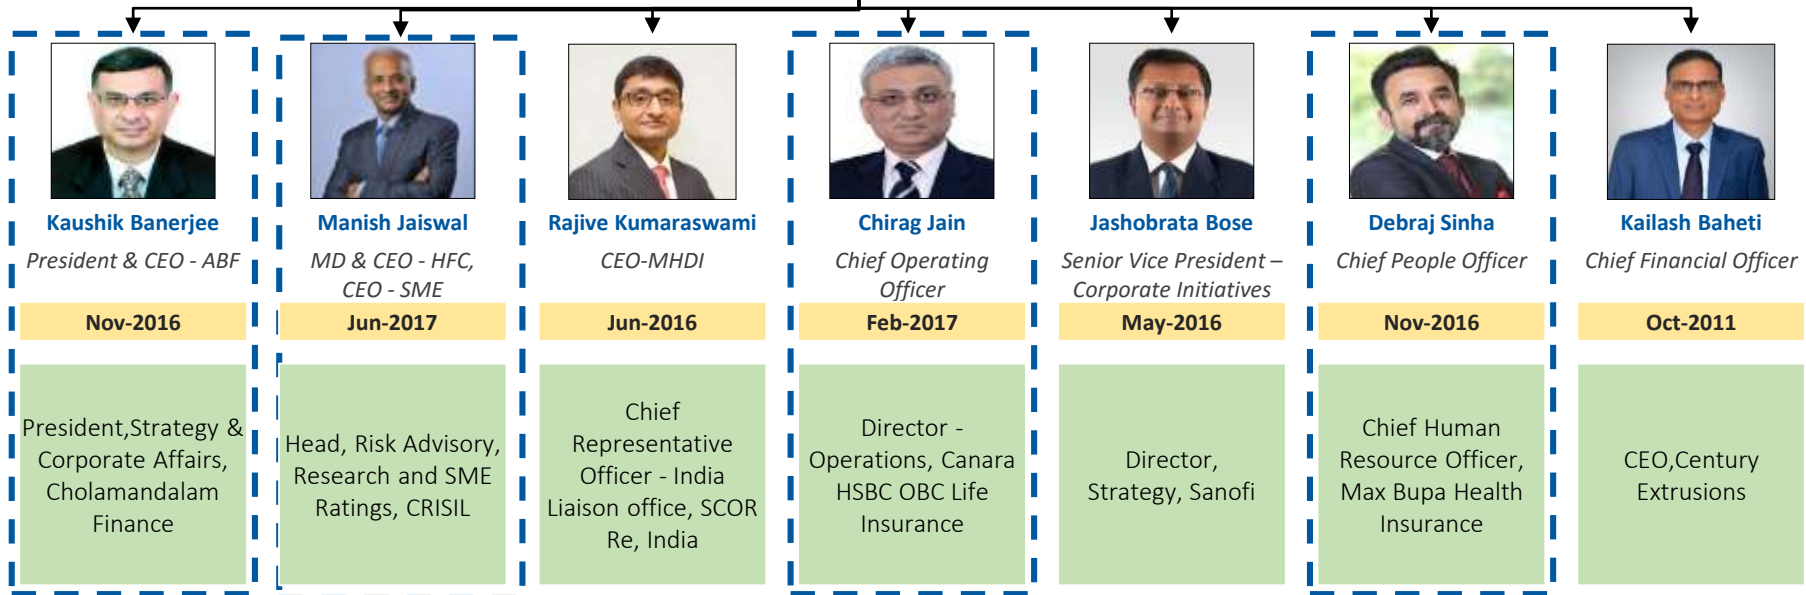 Kaushik Banerjee
President & CEO - ABF
Nov-2016
President,Strategy &
Corporate Affairs,
Cholamandalam
Finance
Manish Jaiswal
MD & CEO - HFC,
CEO - SME
Jun-2017
Head, Risk Advisory,
Research and SME
Ratings, CRISIL
Rajive Kumaraswami
CEO-MHDI
Jun-2016
Chief
Representative
Officer - India
Liaison office, SCOR
Re, India
Chirag Jain
Chief Operating
Officer
Feb-2017
Director -
Operations, Canara
HSBC OBC Life
Insurance
Jashobrata Bose
Senior Vice President –
Corporate Initiatives
May-2016
Director,
Strategy, Sanofi
Debraj Sinha
Chief People Officer
Nov-2016
Chief Human
Resource Officer,
Max Bupa Health
Insurance
Kailash Baheti
Chief Financial Officer
Oct-2011
CEO,Century
Extrusions